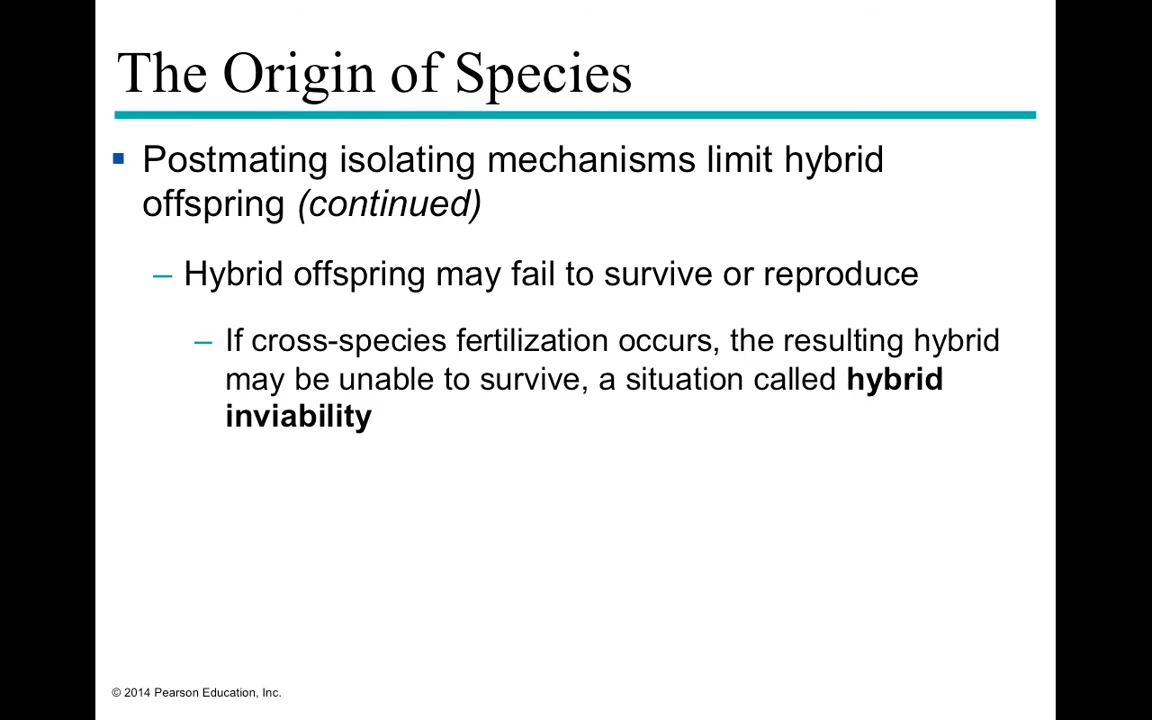 The Origin of Species
Postmating isolating mechanisms limit hybrid
offspring (continued)
– Hybrid offspring may fail to survive or reproduce
– If cross-species fertilization occurs, the resulting hybrid
may be unable to survive, a situation called hybrid
inviability
© 2014 Pearson Education, Inc.